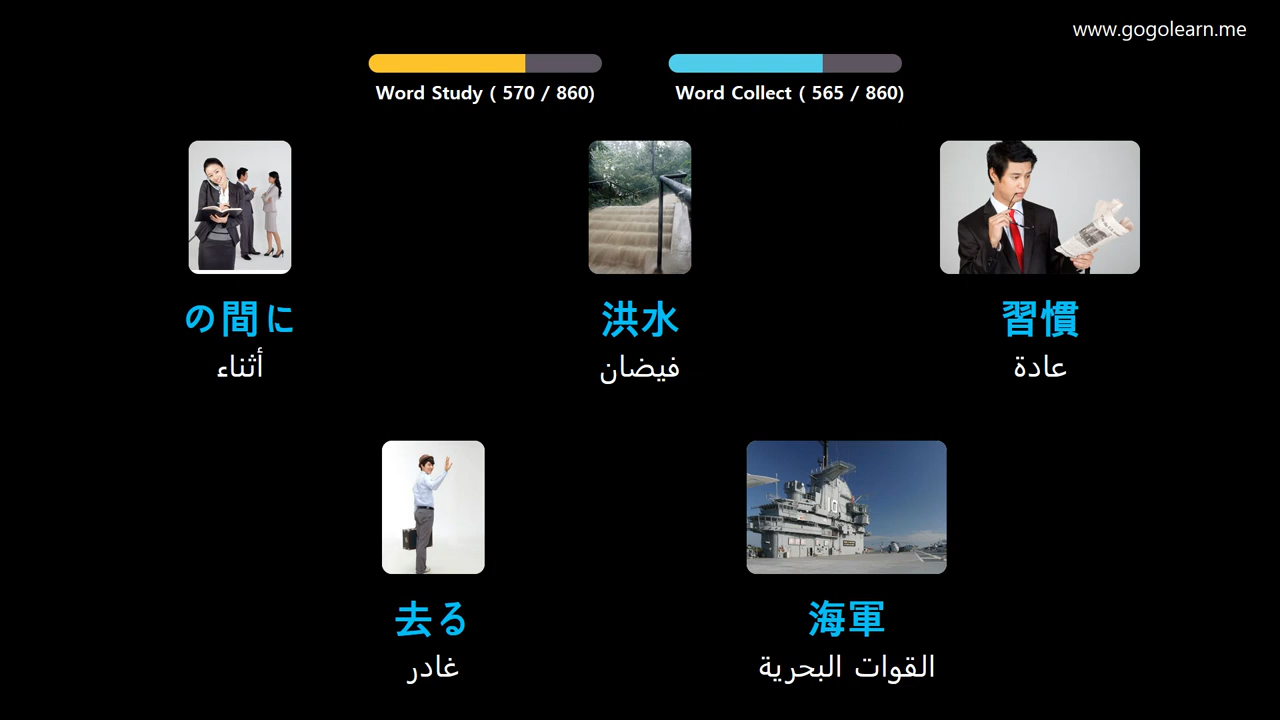 www.gogolearn.me
Word Study ( 570 / 860)
Word Collect ( 565 / 860)
の間に
أثناء
洪水
فيضان
習慣
عادة
去る
غادر
海軍
القوات البحرية